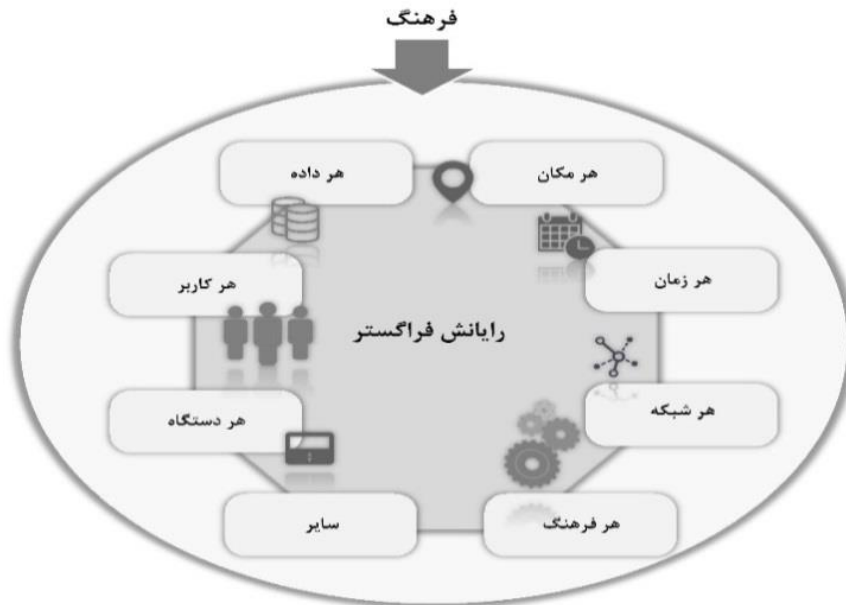 فرهنگ
هر مکان
هر داده
هر زمان
هر کاربر
رایانش فراگستر
هر شبکه
هر دستگاه
هر فرهنگ
سایر